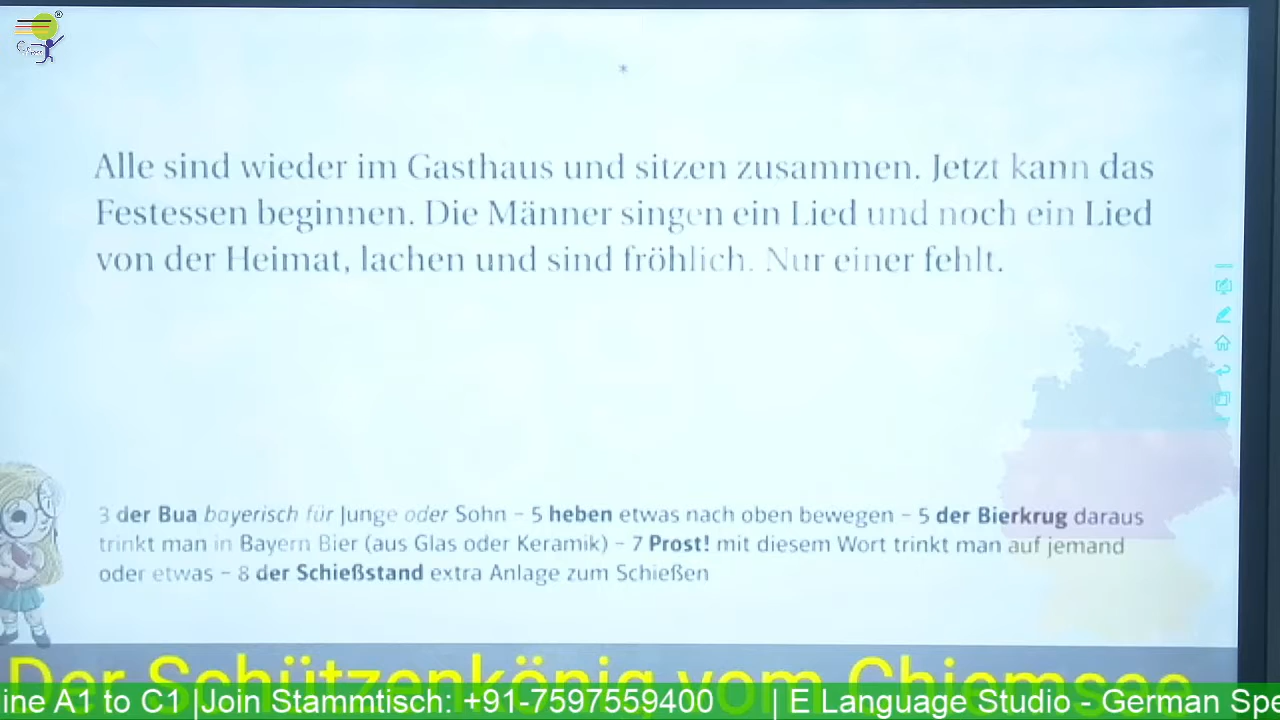 *
Alle sind wieder im Gasthaus und sitzen zusammen. Jetzt kann das
Festessen beginnen. Die Männer singen ein Lied und noch ein Lied
von der Heimat, lachen und sind fröhlich. Nur einer fehlt.
3 der Bua bayerisch für Junge oder Sohn – 5 heben etwas nach oben bewegen – 5 der Bierkrug daraus
trinkt man in Bayern Bier (aus Glas oder Keramik) – 7 Prost! mit diesem Wort trinkt man auf jemand
oder etwas – 8 der Schießstand extra Anlage zum Schießen
Der Schützenkönig vom Chiemsee
ine A1 to C1 |Join Stammtisch: +91-7597559400 | E Language Studio - German Spe